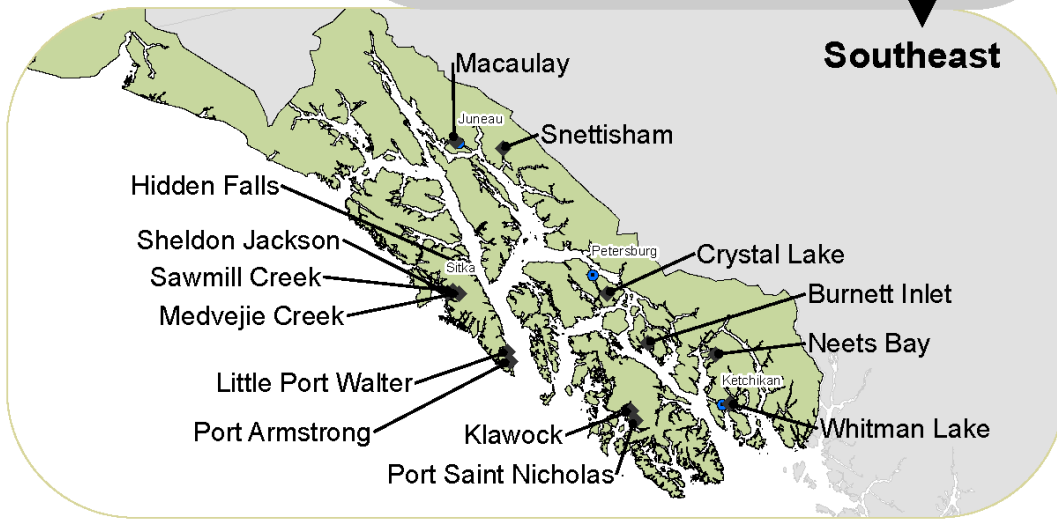 Southeast
Macaulay
Juneau
Snettisham
Hidden Falls
Sheldon Jackson
Sitka
Petersburg
Crystal Lake
Sawmill Creek
Burnett Inlet
Medvejie Creek
Neets Bay
Little Port Walter
Ketchikan
Port Armstrong
Klawock
Whitman Lake
Port Saint Nicholas